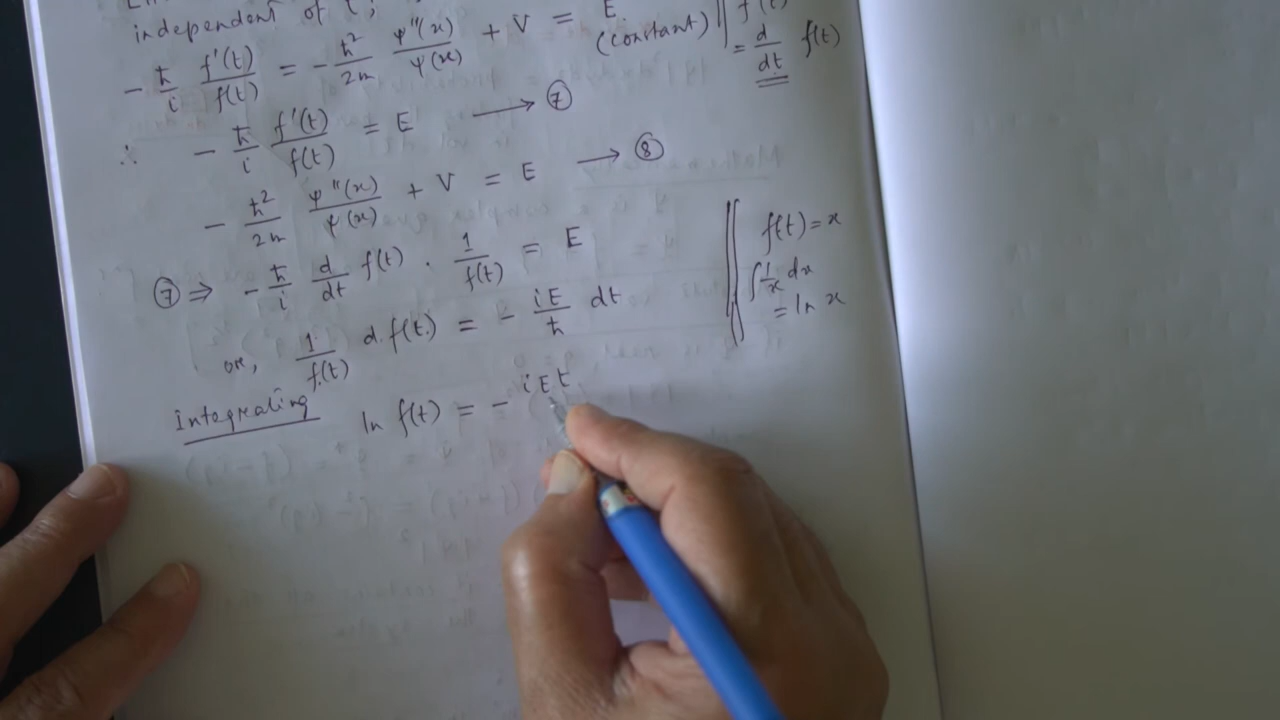 independent of t;
- ħ/i f'(t)/f(t) = - ħ²/2m ψ''(x)/ψ(x) + V = E (constant)
= d/dt f(t)
∴ - ħ/i f'(t)/f(t) = E → ⑦
- ħ²/2m ψ''(x)/ψ(x) + V = E → ⑧
⑦ ⇒ - ħ/i d/dt f(t) . 1/f(t) = E
or, 1/f(t) d.f(t) = - iE/ħ dt
f(t) = x
∫ 1/x dx
= ln x
Integrating ln f(t) = - iEt